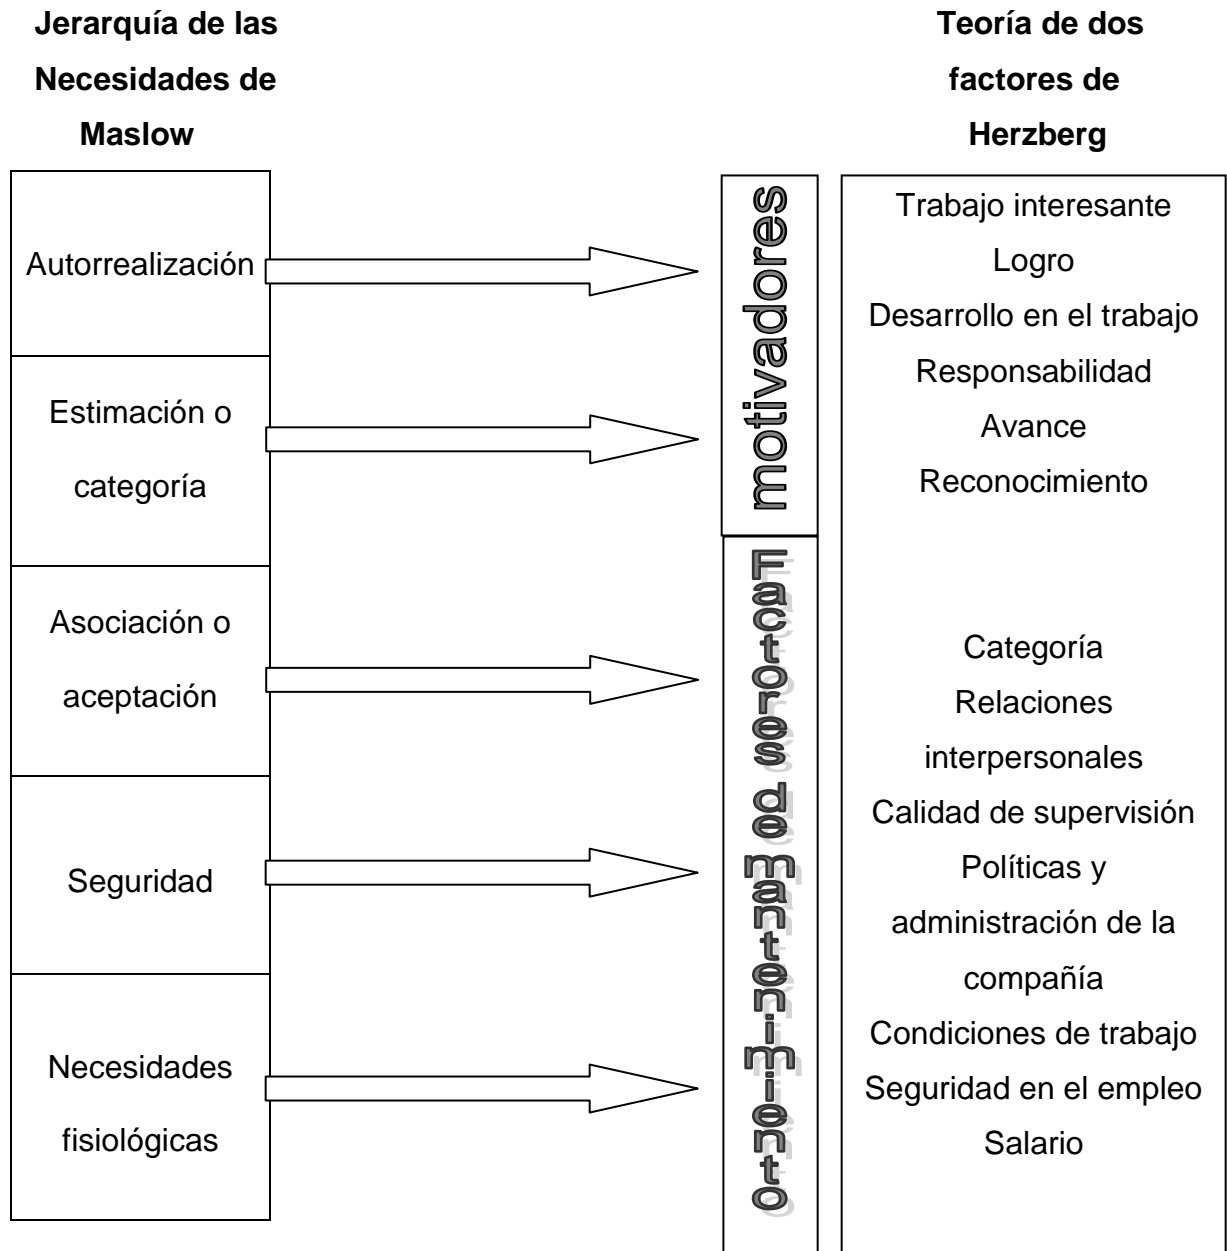 Jerarquía de las
Necesidades de
Maslow
Teoría de dos
factores de
Herzberg
Autorrealización
Estimación o
categoría
Asociación o
aceptación
Seguridad
Necesidades
fisiológicas
motivadores
Factores de mantenimiento
Trabajo interesante
Logro
Desarrollo en el trabajo
Responsabilidad
Avance
Reconocimiento
Categoría
Relaciones
interpersonales
Calidad de supervisión
Políticas y
administración de la
compañía
Condiciones de trabajo
Seguridad en el empleo
Salario